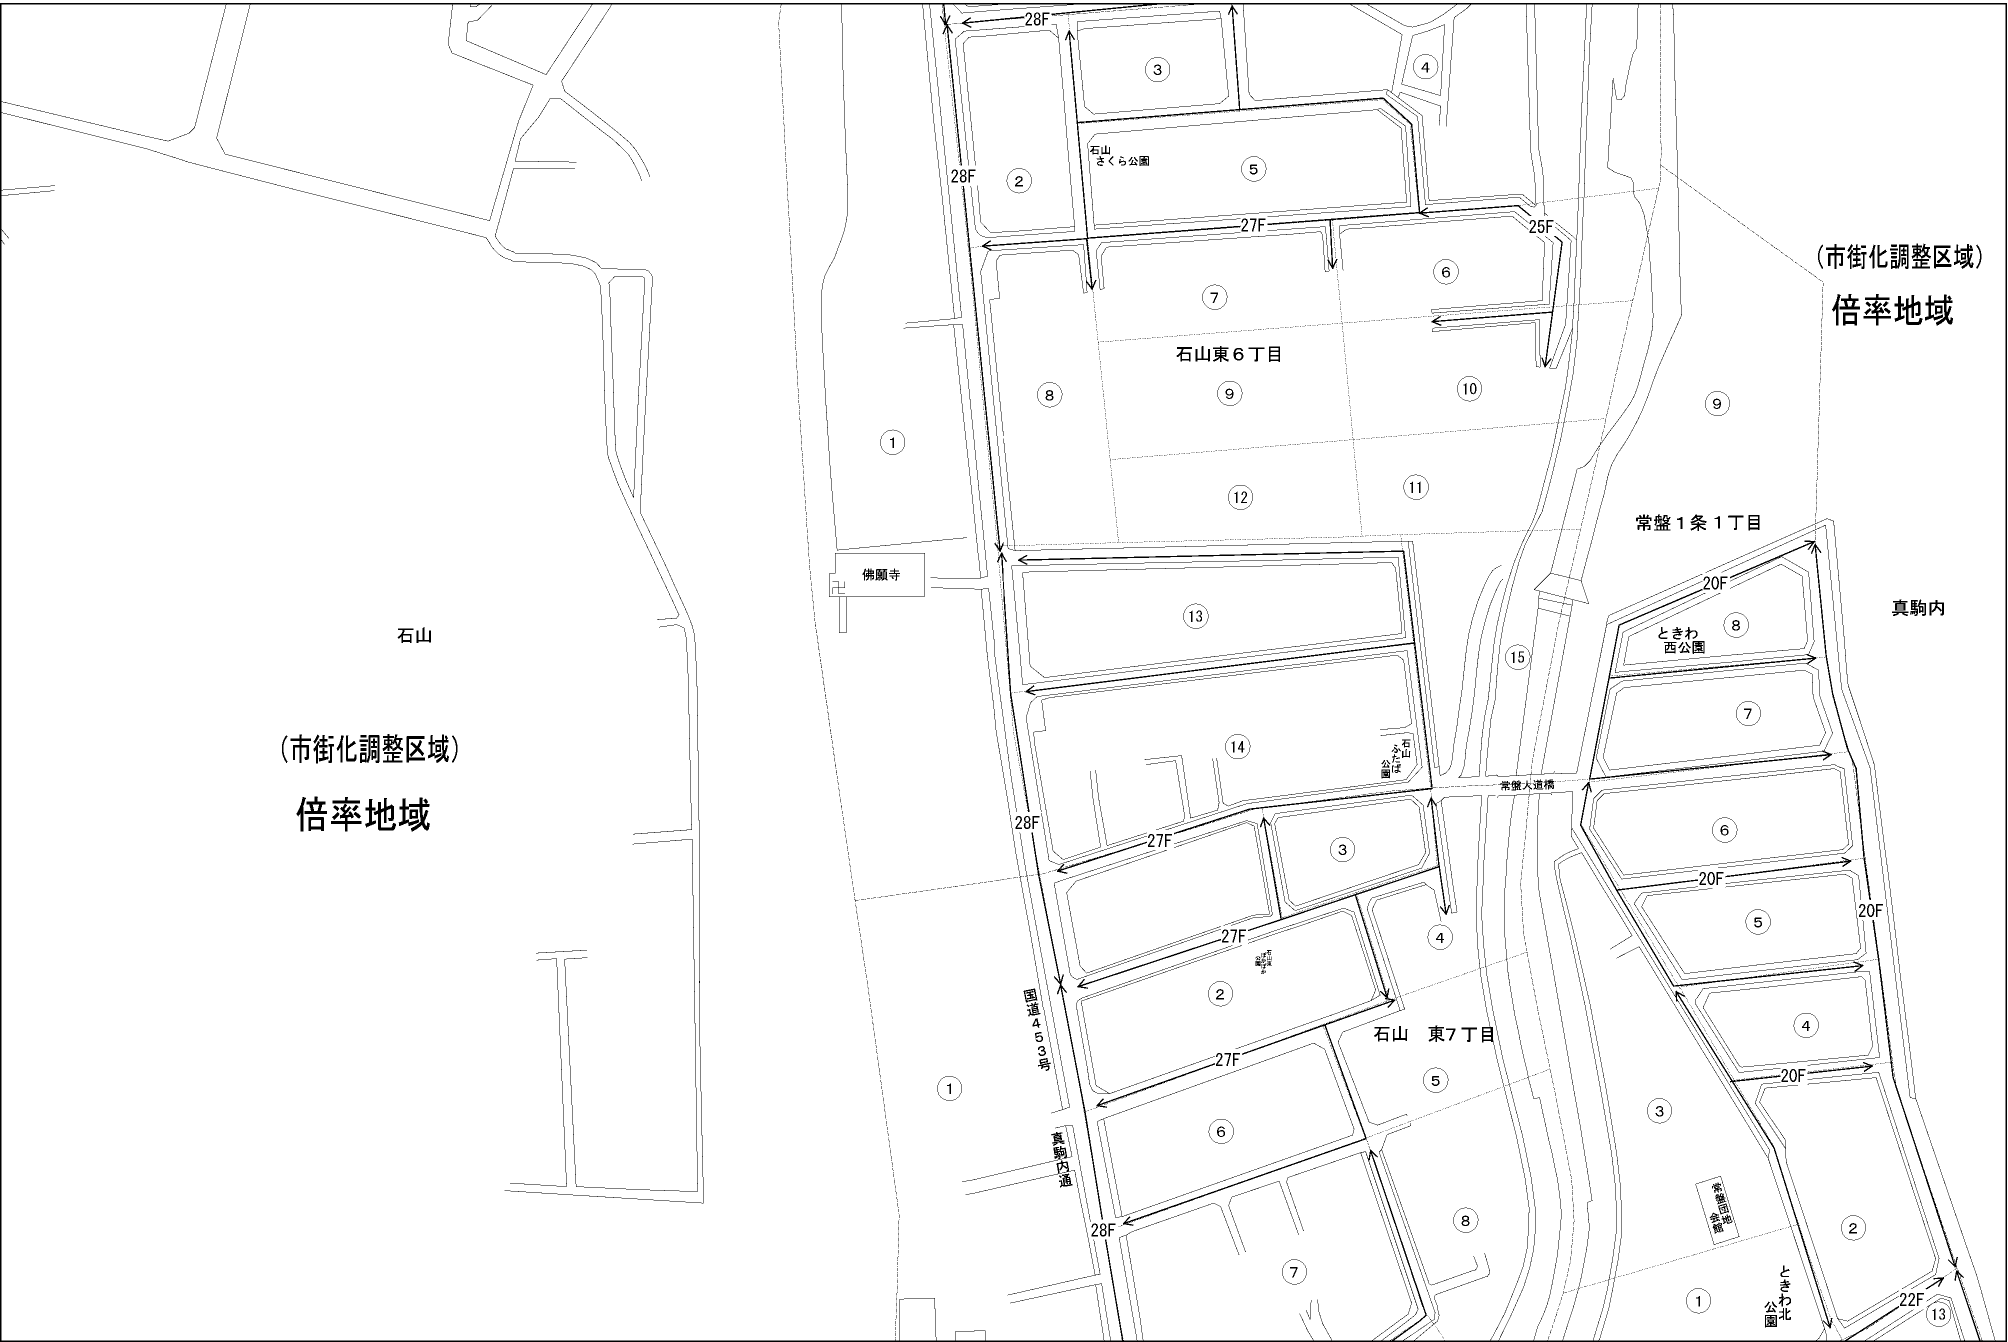 28F
③
④
石山
さくら公園
⑤
28F
②
27F
25F
⑥
⑦
(市街化調整区域)
倍率地域
石山東6丁目
⑧
⑨
⑩
⑨
①
⑫
⑪
常盤1条1丁目
佛願寺
20F
真駒内
石山
⑬
ときわ
西公園
⑧
⑮
⑦
(市街化調整区域)
倍率地域
⑭
石山
ふたば
公園
常盤人道橋
28F
27F
③
⑥
20F
20F
⑤
27F
④
②
国道453号
④
石山 東7丁目
27F
⑤
20F
①
③
⑥
真駒内通
常盤団地
会館
28F
⑧
②
⑦
ときわ北
公園
①
22F
⑬